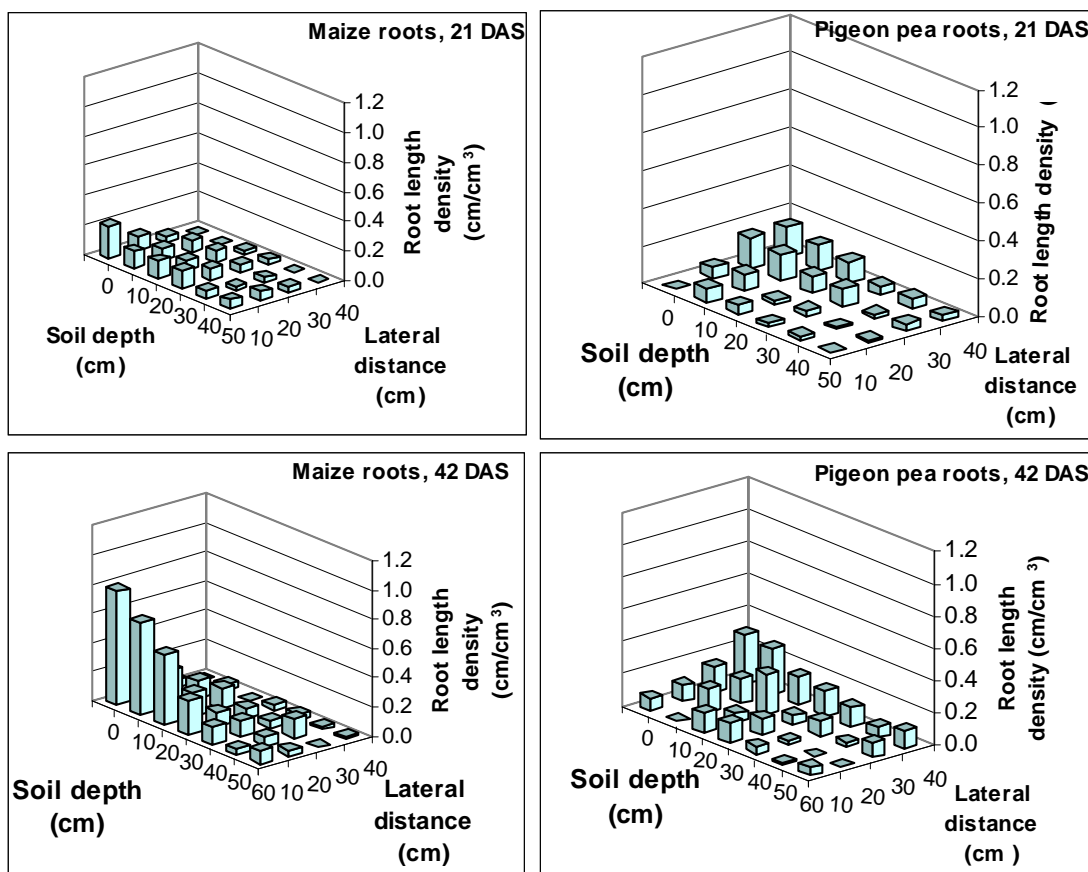 Maize roots, 21 DAS
1.2
1.0
0.8
0.6
0.4
0.2
0.0
Root length
density
(cm/cm 3)
0
10
20
30
40
50
10
20
30
40
Soil depth
(cm)
Lateral
distance
(cm)
Pigeon pea roots, 21 DAS
1.2
1.0
0.8
0.6
0.4
0.2
0.0
Root length density (
0
10
20
30
40
50
10
20
30
40
Soil depth
(cm)
Lateral
distance
(cm)
Maize roots, 42 DAS
1.2
1.0
0.8
0.6
0.4
0.2
0.0
Root length
density
(cm/cm 3)
0
10
20
30
40
50
60
10
20
30
40
Soil depth
(cm)
Lateral
distance
(cm)
Pigeon pea roots, 42 DAS
1.2
1.0
0.8
0.6
0.4
0.2
0.0
Root length
density (cm/cm 3)
0
10
20
30
40
50
60
10
20
30
40
Soil depth
(cm)
Lateral
distance
(cm )